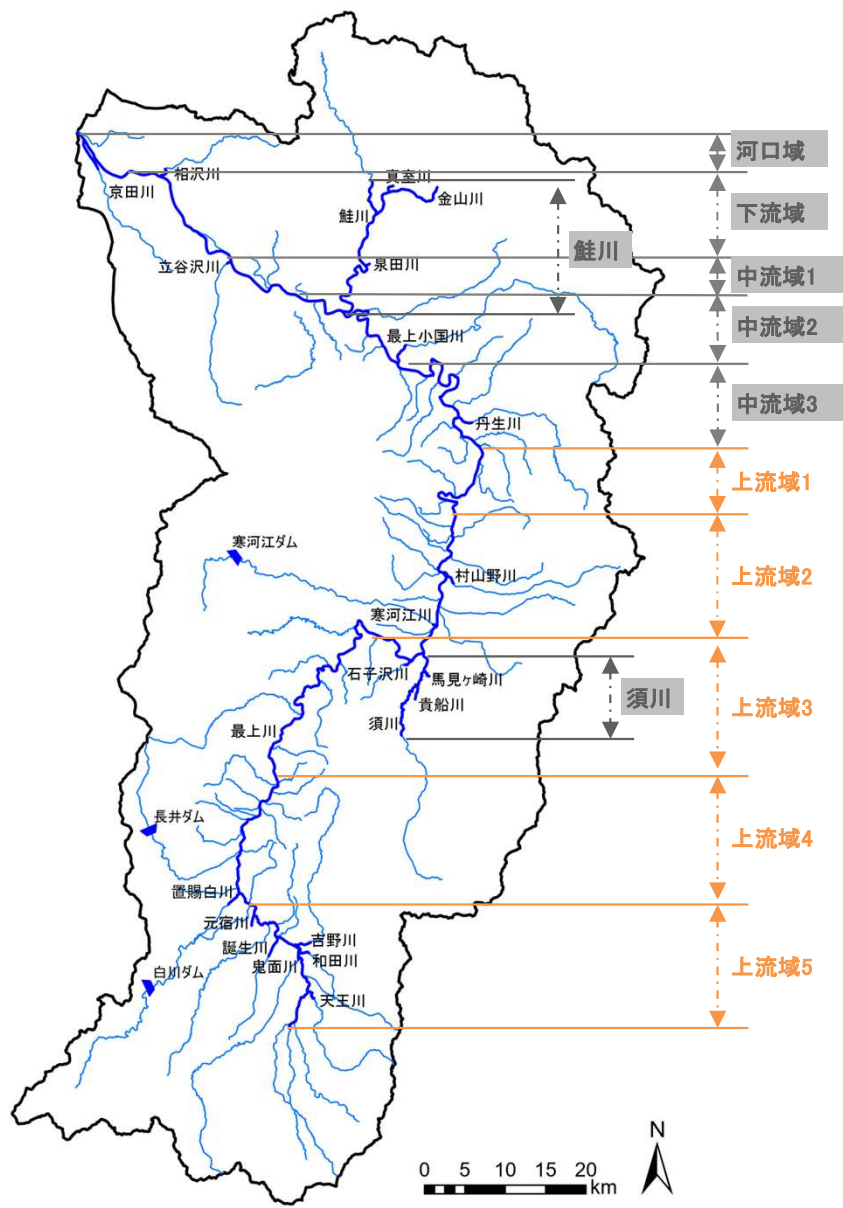 河口域
相沢川
京田川
真室川
金山川
下流域
鮭川
鮭川
立谷沢川
泉田川
中流域1
中流域2
最上小国川
中流域3
丹生川
上流域1
寒河江ダム
上流域2
村山野川
寒河江川
石子沢川
馬見ヶ崎川
貴船川
須川
須川
上流域3
最上川
長井ダム
上流域4
置賜白川
元宿川
誕生川
吉野川
和田川
鬼面川
上流域5
白川ダム
天王川
N
0 5 10 15 20
km